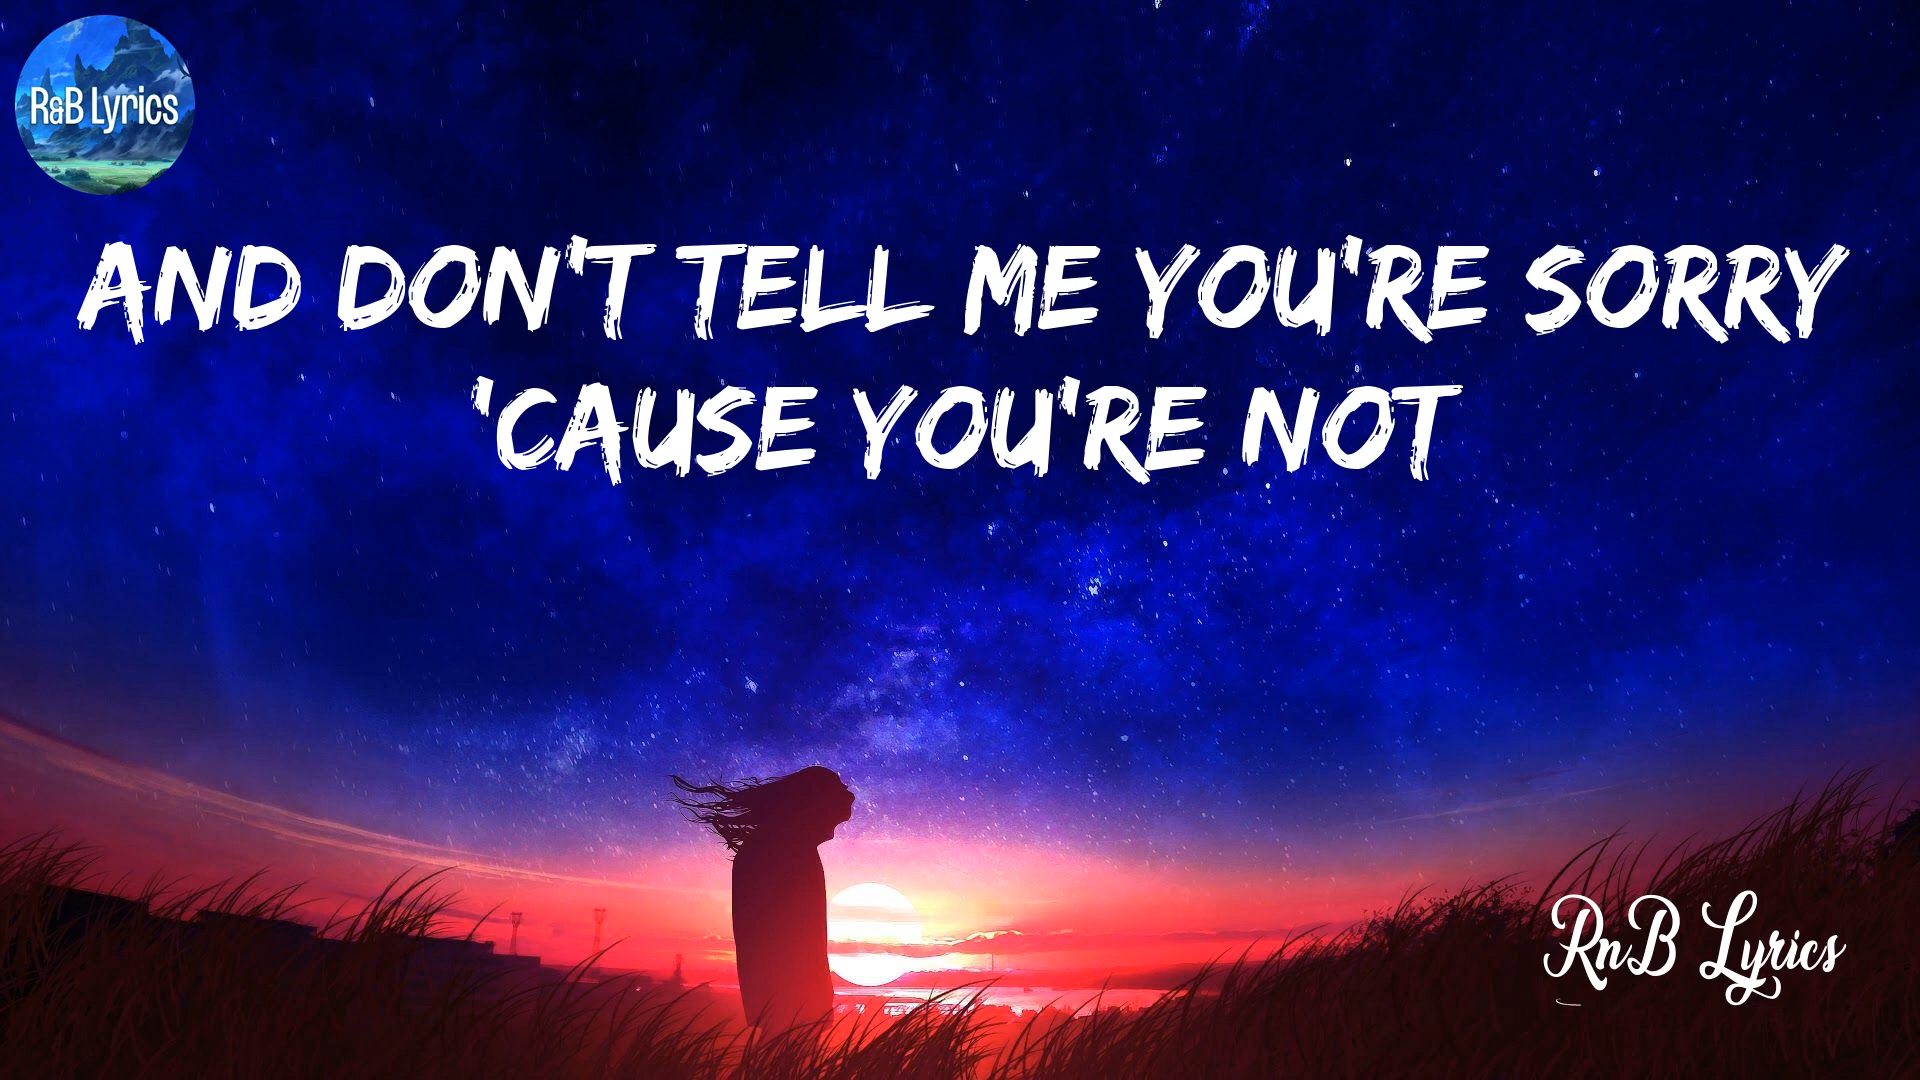 R&B Lyrics
AND DON'T TELL ME YOU'RE SORRY
'CAUSE YOU'RE NOT
RnB Lyrics